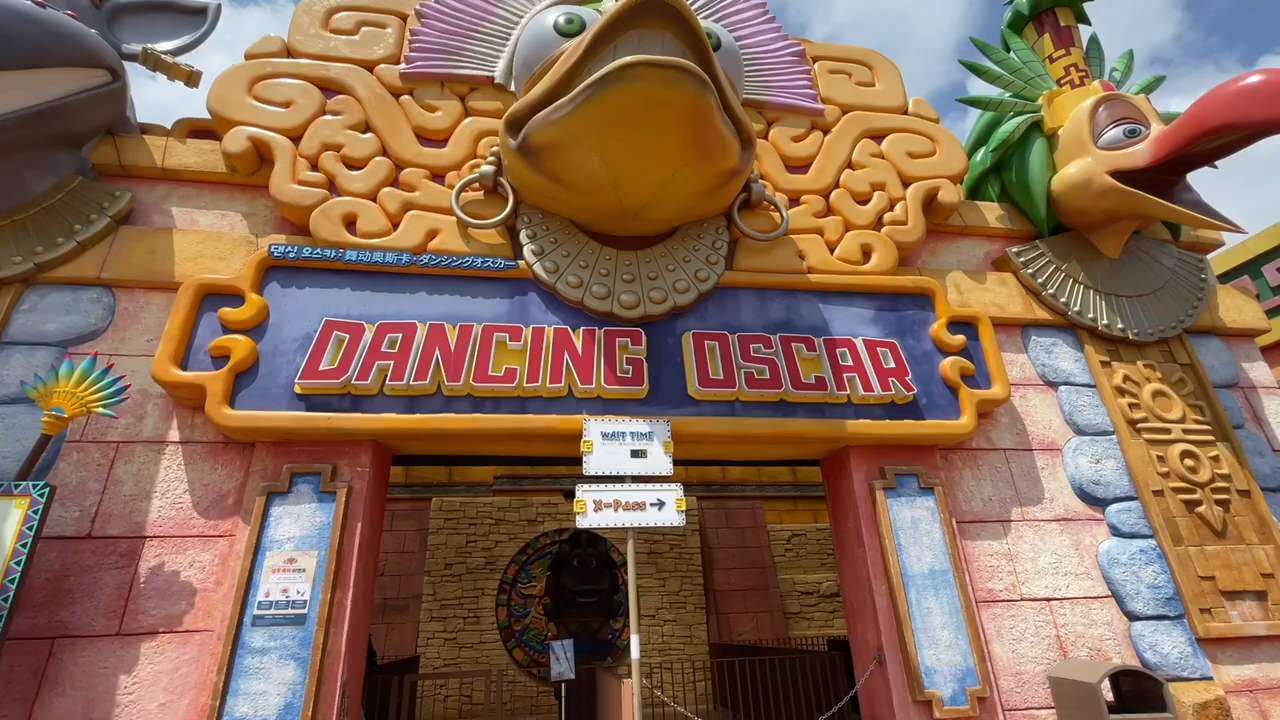 댄싱 오스카 · 舞动奥斯卡 · ダンシングオスカー
DANCING OSCAR
WAIT TIME
10
X-PASS →